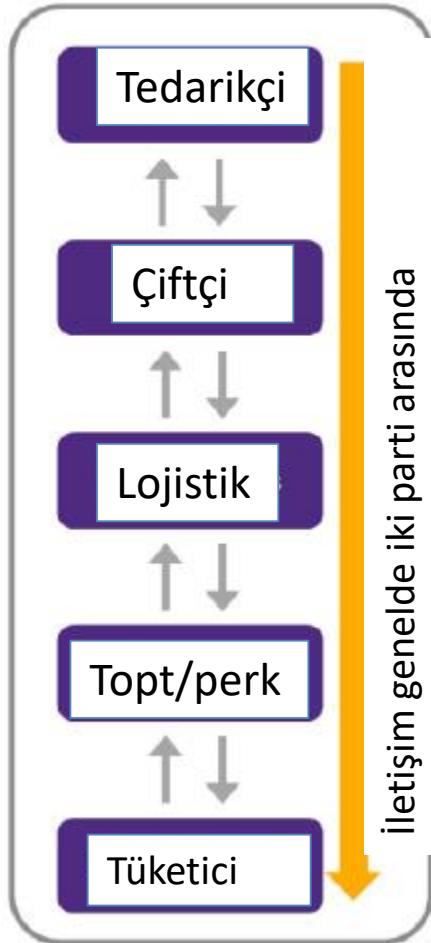 Tedarikçi
Çiftçi
Lojistik
Topt/perk
Tüketici
İletişim genelde iki parti arasında